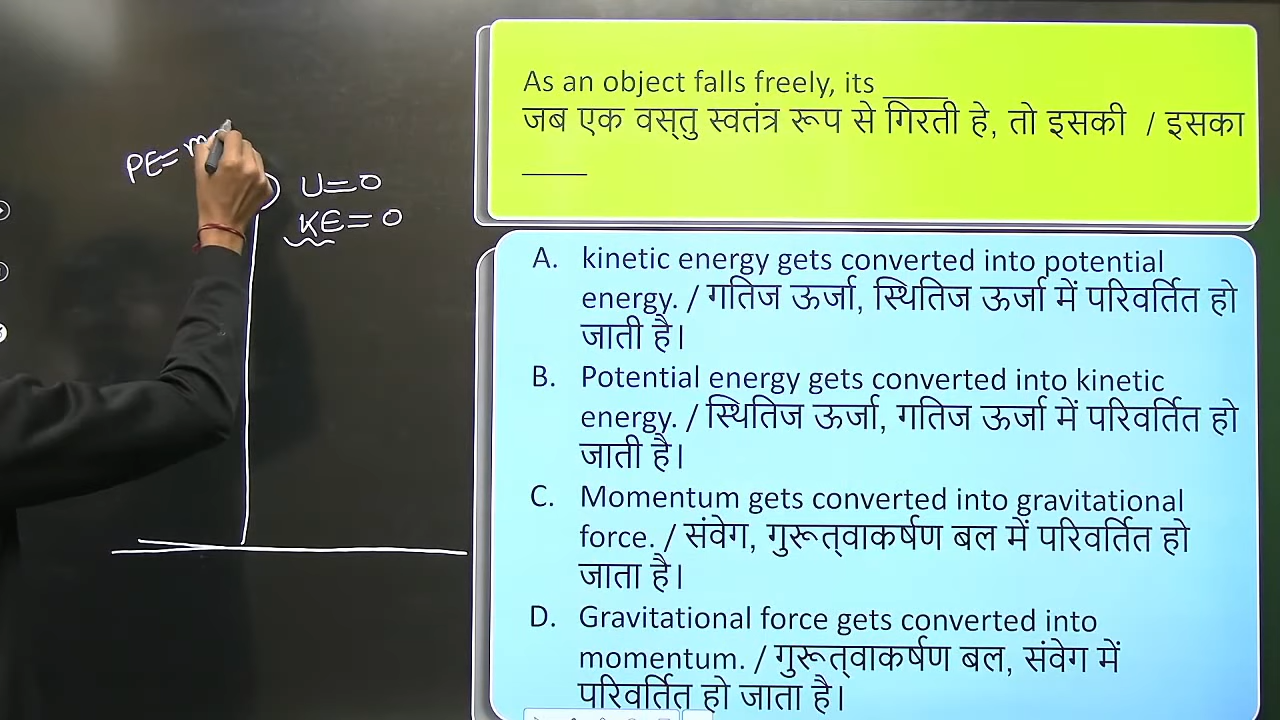 As an object falls freely, its ____
जब एक वस्तु स्वतंत्र रूप से गिरती हे, तो इसकी / इसका
____
PE= m
U=0
KE=0
A. kinetic energy gets converted into potential
energy. / गतिज ऊर्जा, स्थितिज ऊर्जा में परिवर्तित हो
जाती है।
B. Potential energy gets converted into kinetic
energy. / स्थितिज ऊर्जा, गतिज ऊर्जा में परिवर्तित हो
जाती है।
C. Momentum gets converted into gravitational
force. / संवेग, गुरूत्वाकर्षण बल में परिवर्तित हो
जाता है।
D. Gravitational force gets converted into
momentum. / गुरूत्वाकर्षण बल, संवेग में
परिवर्तित हो जाता है।